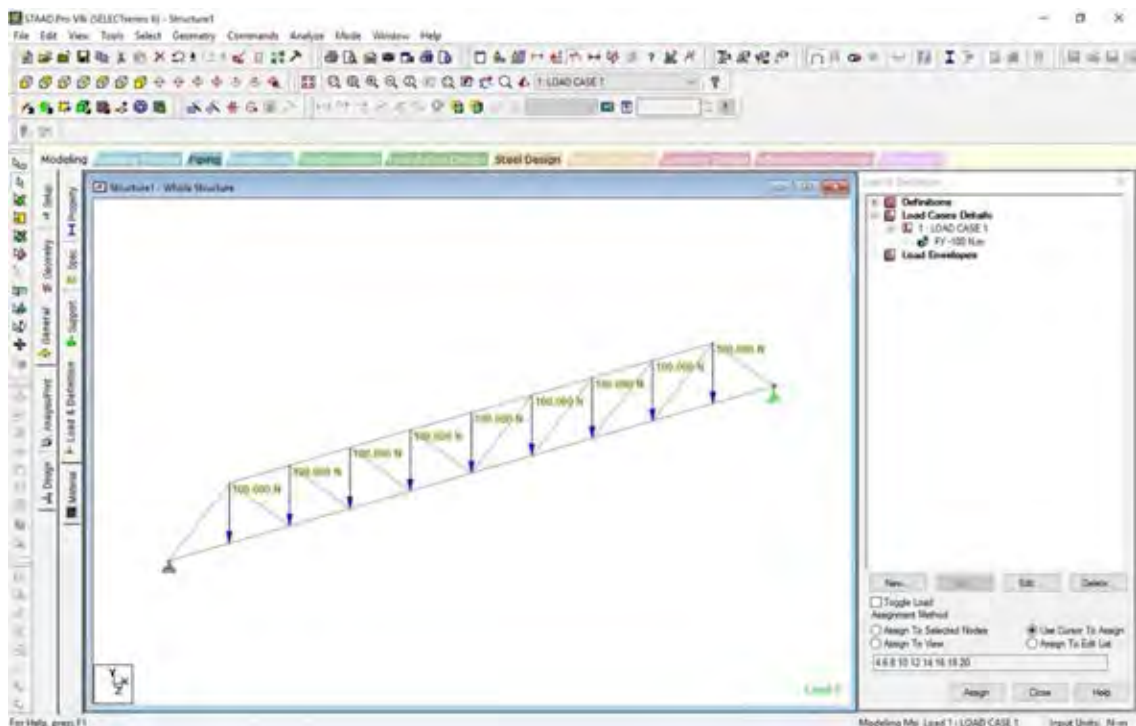 STAAD.Pro V8i (SELECTseries 6) - Structure1
File Edit View Tools Select Geometry Commands Analyze Mode Window Help
1: LOAD CASE 1
Modeling Piping Steel Design
Setup
Geometry
General
Analysis/Print
Design
Property
Spec
Support
Load & Definition
Material
Structure1 - Whole Structure
100.000 N
100.000 N
100.000 N
100.000 N
100.000 N
100.000 N
100.000 N
100.000 N
100.000 N
Y
X
Z
Load
Definitions
Load Cases Details
1 : LOAD CASE 1
FY -100 N,m
Load Envelopes
New... Edit... Delete...
Toggle Load
Assignment Method
Assign To Selected Nodes Use Cursor To Assign
Assign To View Assign To Edit List
4 6 8 10 12 14 16 18 20
Assign Close Help
For Help, press F1
Load 1 : LOAD CASE 1 Input Units: N-m